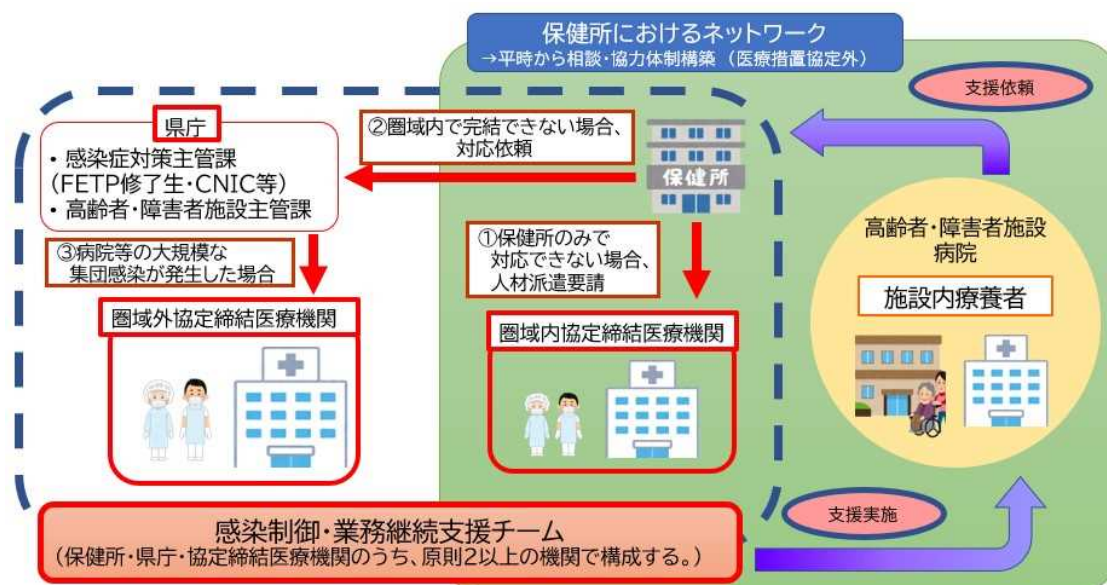 保健所におけるネットワーク
→平時から相談・協力体制構築（医療措置協定外）
支援依頼
県庁
・感染症対策主管課
（FETP修了生・CNIC等）
・高齢者・障害者施設主管課
②圏域内で完結できない場合、
対応依頼
保健所
③病院等の大規模な
集団感染が発生した場合
①保健所のみで
対応できない場合、
人材派遣要請
高齢者・障害者施設
病院
施設内療養者
圏域外協定締結医療機関
圏域内協定締結医療機関
支援実施
感染制御・業務継続支援チーム
（保健所・県庁・協定締結医療機関のうち、原則2以上の機関で構成する。）